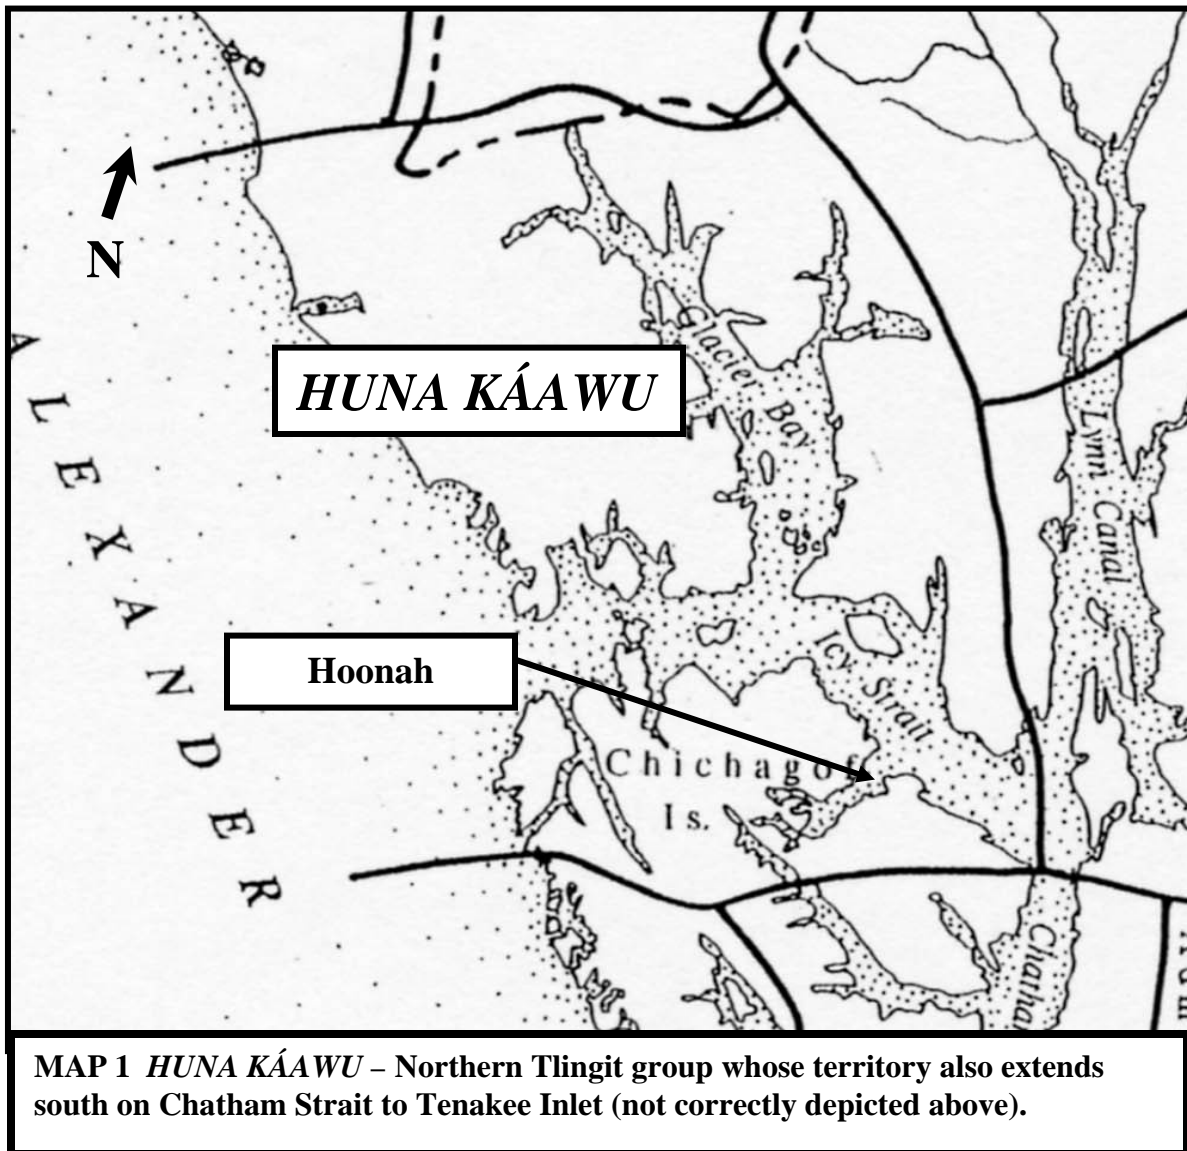 N
ALEXANDER
HUNA KÁAWU
Glacier
Bay
Lynn Canal
Hoonah
Icy Strait
Chichagof
Is.
Chatham
MAP 1 HUNA KÁAWU – Northern Tlingit group whose territory also extends
south on Chatham Strait to Tenakee Inlet (not correctly depicted above).